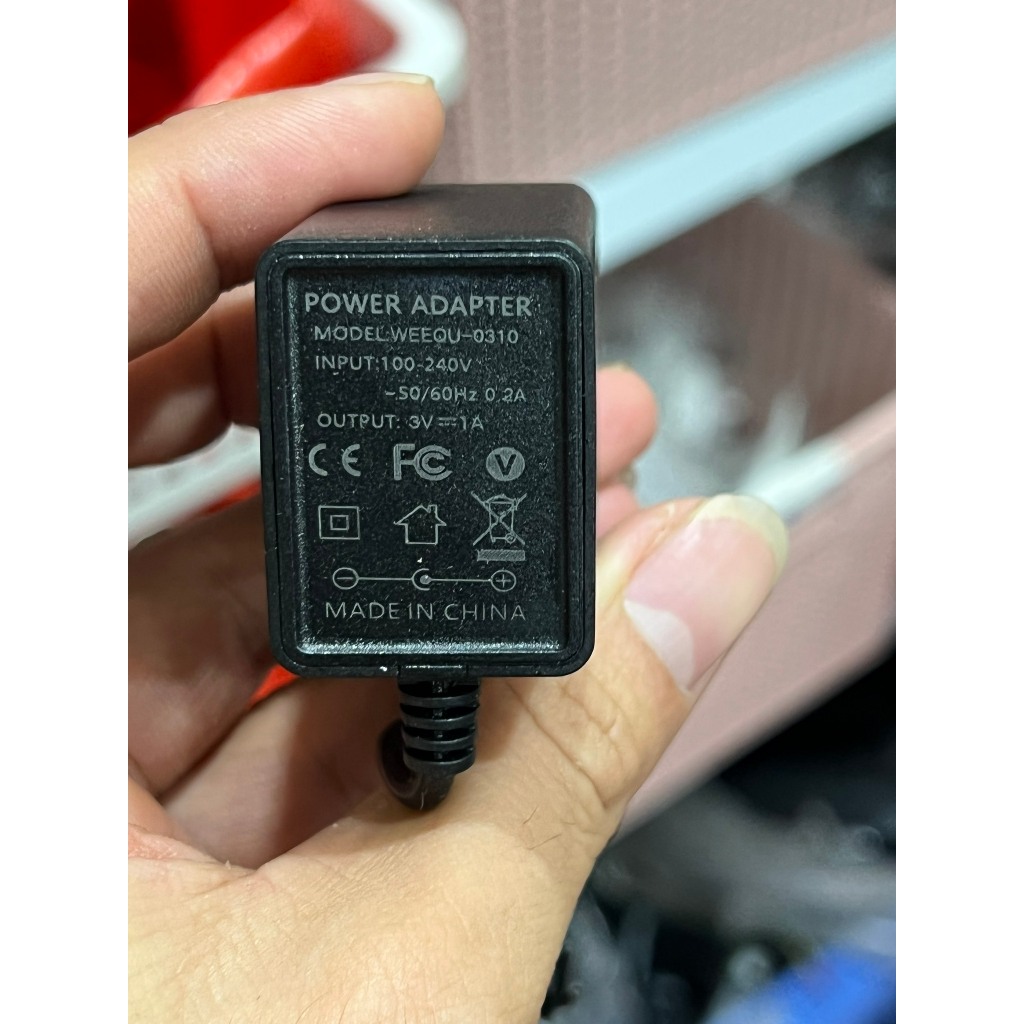 POWER ADAPTER
MODEL:WEEQU-0310
INPUT:100-240V
~50/60Hz 0.2A
OUTPUT: 3V⎓1A
CE FC V
MADE IN CHINA